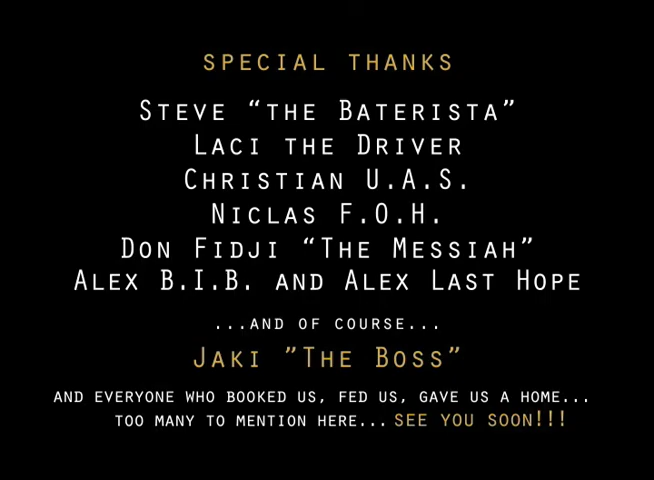 SPECIAL THANKS
STEVE “THE BATERISTA”
LACI THE DRIVER
CHRISTIAN U.A.S.
NICLAS F.O.H.
DON FIDJI “THE MESSIAH”
ALEX B.I.B. AND ALEX LAST HOPE
...AND OF COURSE...
JAKI ”THE BOSS”
AND EVERYONE WHO BOOKED US, FED US, GAVE US A HOME...
TOO MANY TO MENTION HERE... SEE YOU SOON!!!